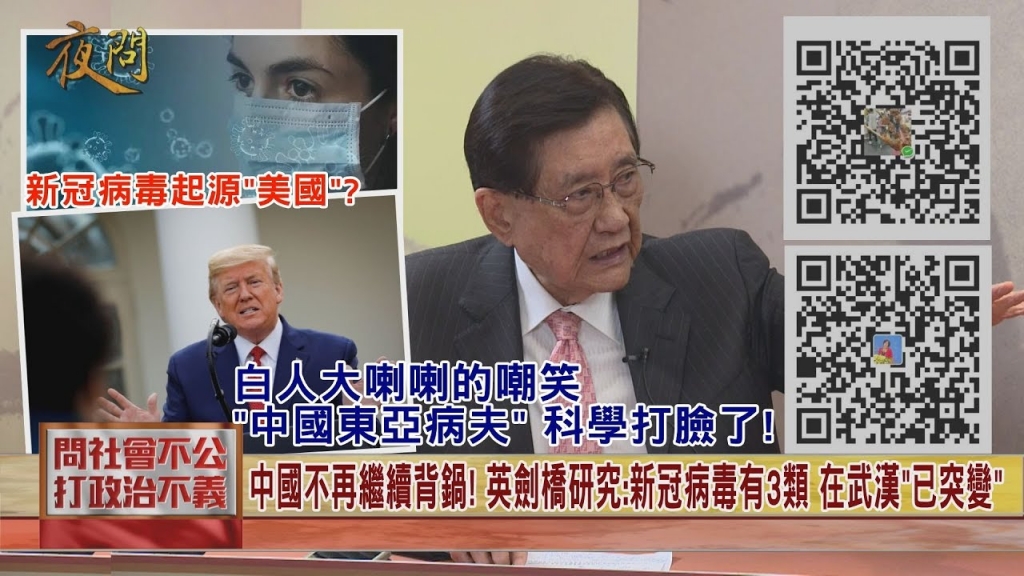 夜問
新冠病毒起源"美國"?
白人大喇喇的嘲笑
"中國東亞病夫" 科學打臉了!
問社會不公
打政治不義
中國不再繼續背鍋! 英劍橋研究:新冠病毒有3類 在武漢"已突變"